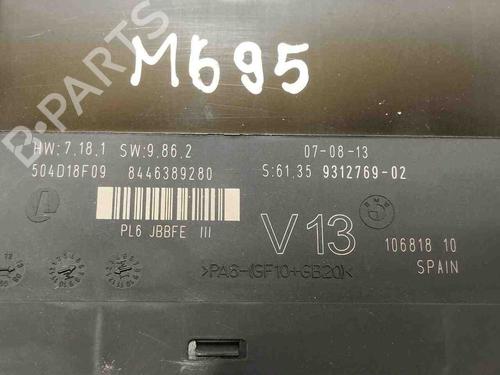 B-PARTS
M695
HW:7.18.1 SW:9.86.2 07-08-13
504D18F09 8446389280 S:61.35 9312769-02
PL6 JBBFE III
V13
BMW
106818 10
SPAIN
>PA6-(GF10+GB20)<